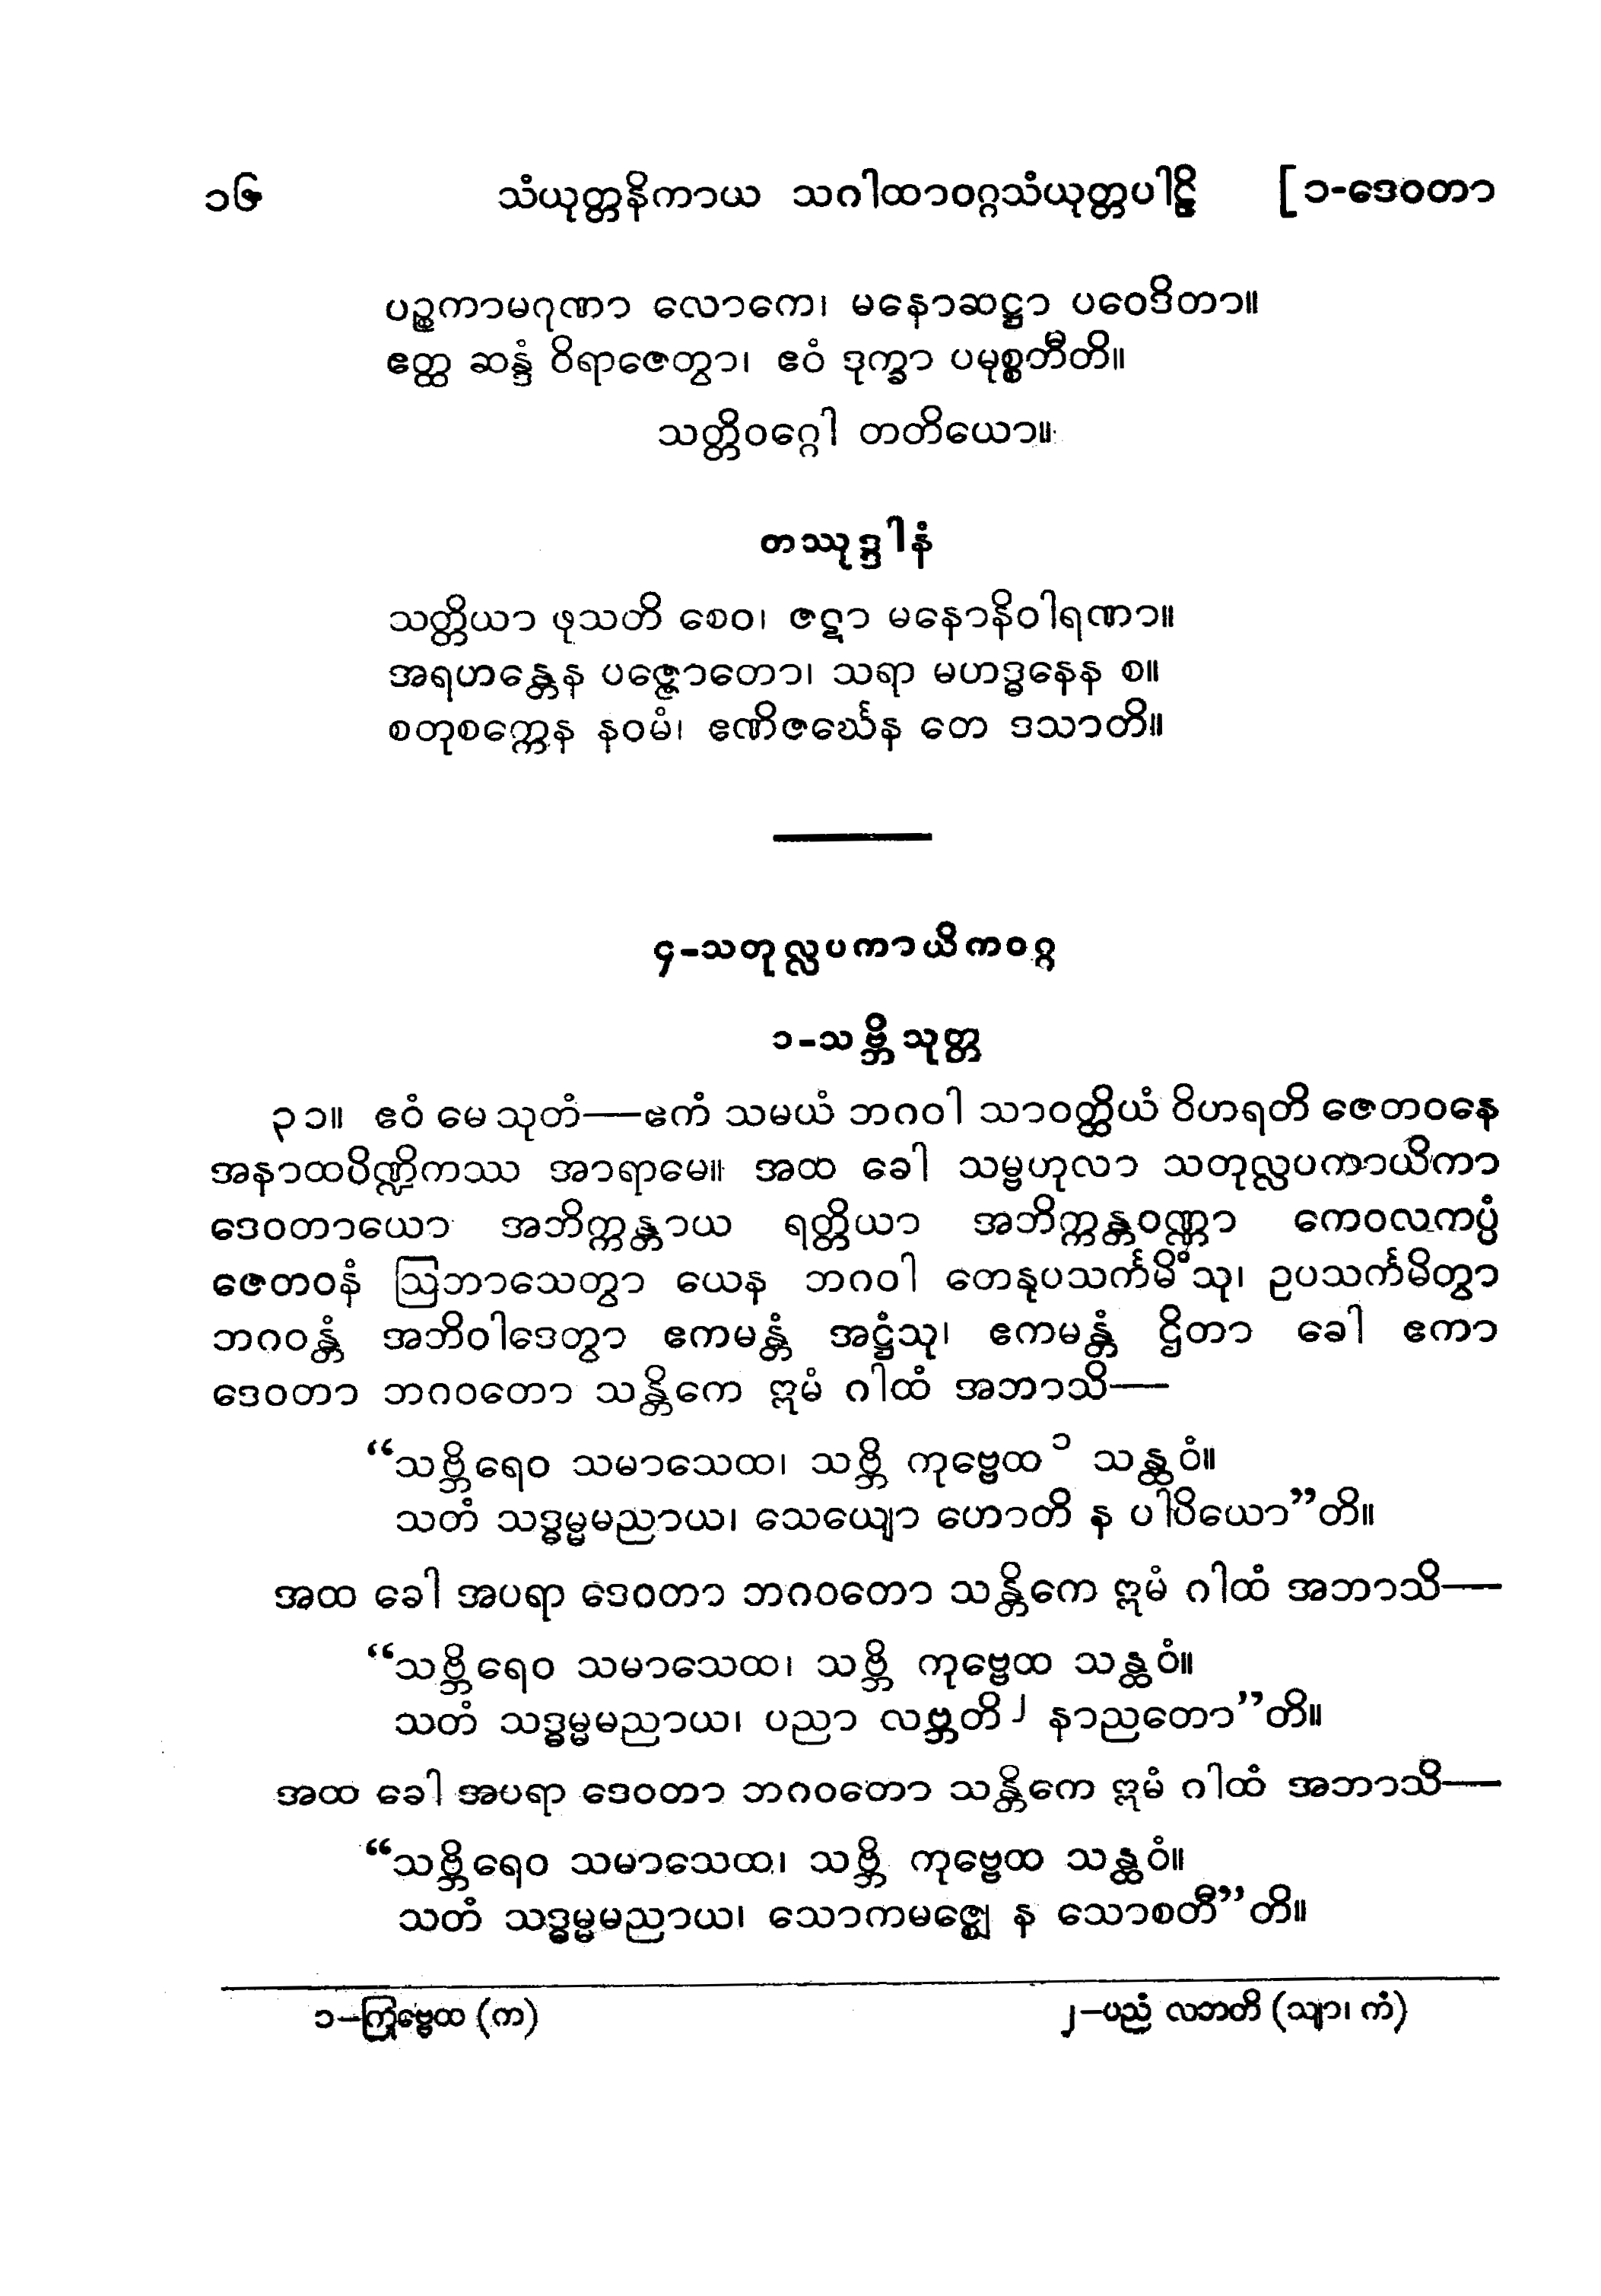 ၁၆ သံယုတ္တနိကာယ သဂါထာဝဂ္ဂသံယုတ္တပါဠိ [၁-ဒေဝတာ
ပဉ္စကာမဂုဏာ လောကေ၊ မနောဆဋ္ဌာ ပဝေဒိတာ။
ဧတ္ထ ဆန္ဒံ ဝိရာဇေတွာ၊ ဧဝံ ဒုက္ခာ ပမုစ္စတီတိ။
သတ္တိဝဂ္ဂေါ တတိယော။
တဿုဒ္ဒါနံ
သတ္တိယာ ဖုသတိ စေဝ၊ ဇဋာ မနောနိဝါရဏာ။
အရဟန္တေန ပဇ္ဇောတော၊ သရာ မဟဒ္ဓနေန စ။
စတုစက္ကေန နဝမံ၊ ဧဏိဇင်္ဃေန တေ ဒသာတိ။
၄-သတုလ္လပကာယိကဝဂ္ဂ
၁-သဗ္ဘိသုတ္တ
၃၁။ ဧဝံ မေ သုတံ—ဧကံ သမယံ ဘဂဝါ သာဝတ္ထိယံ ဝိဟရတိ ဇေတဝနေ
အနာထပိဏ္ဍိကဿ အာရာမေ။ အထ ခေါ သမ္ဗဟုလာ သတုလ္လပကာယိကာ
ဒေဝတာယော အဘိက္ကန္တာယ ရတ္တိယာ အဘိက္ကန္တဝဏ္ဏာ ကေဝလကပ္ပံ
ဇေတဝနံ ဩဘာသေတွာ ယေန ဘဂဝါ တေနုပသင်္ကမိံသု၊ ဥပသင်္ကမိတွာ
ဘဂဝန္တံ အဘိဝါဒေတွာ ဧကမန္တံ အဋ္ဌံသု၊ ဧကမန္တံ ဌိတာ ခေါ ဧကာ
ဒေဝတာ ဘဂဝတော သန္တိကေ ဣမံ ဂါထံ အဘာသိ—
“သဗ္ဘိရေဝ သမာသေထ၊ သဗ္ဘိ ကုဗ္ဗေထ၁ သန္ထဝံ။
သတံ သဒ္ဓမ္မမညာယ၊ သေယျော ဟောတိ န ပါပိယော”တိ။
အထ ခေါ အပရာ ဒေဝတာ ဘဂဝတော သန္တိကေ ဣမံ ဂါထံ အဘာသိ—
“သဗ္ဘိရေဝ သမာသေထ၊ သဗ္ဘိ ကုဗ္ဗေထ သန္ထဝံ။
သတံ သဒ္ဓမ္မမညာယ၊ ပညာ လဗ္ဘတိ၂ နာညတော”တိ။
အထ ခေါ အပရာ ဒေဝတာ ဘဂဝတော သန္တိကေ ဣမံ ဂါထံ အဘာသိ—
“သဗ္ဘိရေဝ သမာသေထ၊ သဗ္ဘိ ကုဗ္ဗေထ သန္ထဝံ။
သတံ သဒ္ဓမ္မမညာယ၊ သောကမဇ္ဈေ န သောစတီ”တိ။
၁–ကြုဗ္ဗေထ (က) ၂–ပညံ လဘတိ (သျာ၊ ကံ)